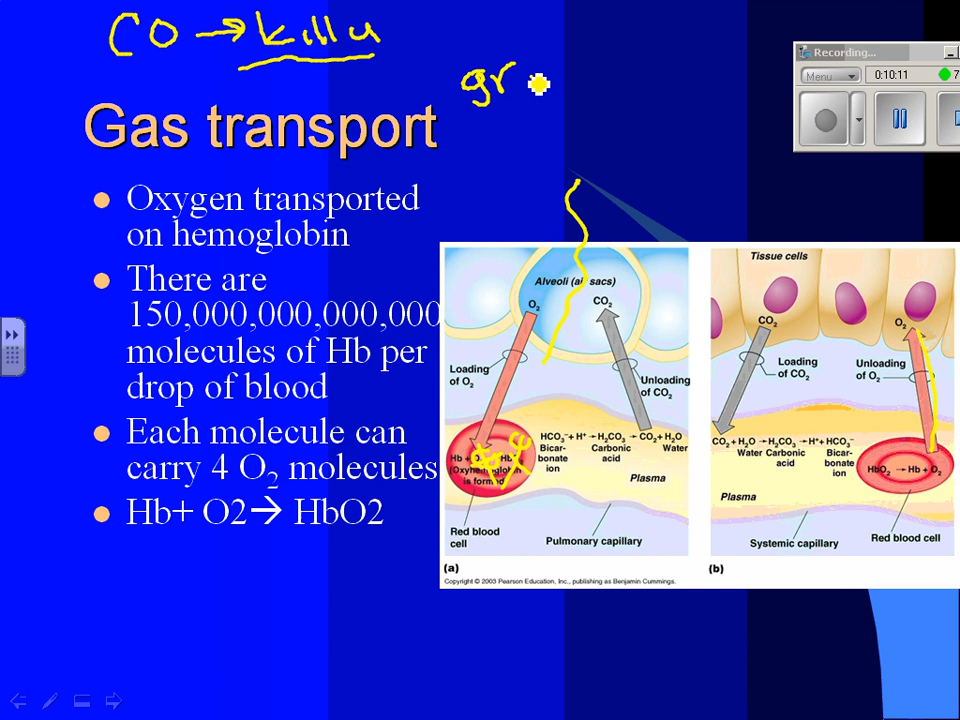 CO → kill u
gr
Recording...
Menu
0:10:11
7
Gas transport
Oxygen transported
on hemoglobin
There are
150,000,000,000,000
molecules of Hb per
drop of blood
Each molecule can
carry 4 O2 molecules
Hb+ O2→ HbO2
Alveoli (air sacs)
O2
CO2
Loading
of O2
Unloading
of CO2
HCO3− + H+ → H2CO3 → CO2 + H2O
Bicar-
bonate
ion
Carbonic
acid
Water
Hb +
(Oxyhemoglobin
is formed)
Plasma
Red blood
cell
Pulmonary capillary
(a)
Tissue cells
CO2
O2
Loading
of CO2
Unloading
of O2
CO2 + H2O → H2CO3 → H+ + HCO3−
Water
Carbonic
acid
Bicar-
bonate
ion
HbO2 → Hb + O2
Plasma
Systemic capillary
Red blood cell
(b)
Copyright © 2003 Pearson Education, Inc., publishing as Benjamin Cummings.